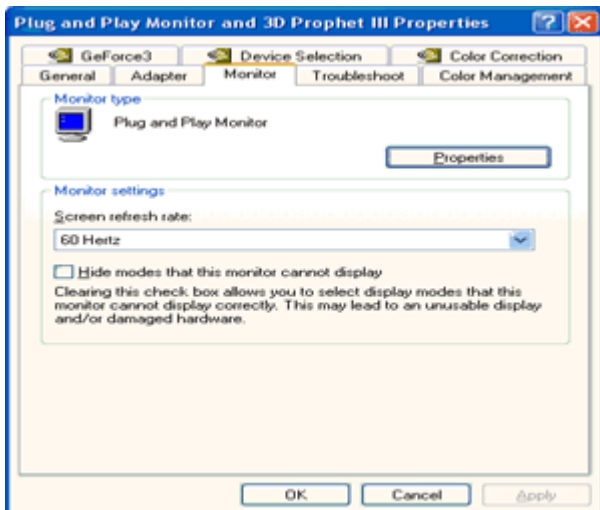 Plug and Play Monitor and 3D Prophet III Properties
GeForce3 Device Selection Color Correction
General Adapter Monitor Troubleshoot Color Management
Monitor type
Plug and Play Monitor
Properties
Monitor settings
Screen refresh rate:
60 Hertz
Hide modes that this monitor cannot display
Clearing this check box allows you to select display modes that this
monitor cannot display correctly. This may lead to an unusable display
and/or damaged hardware.
OK Cancel Apply